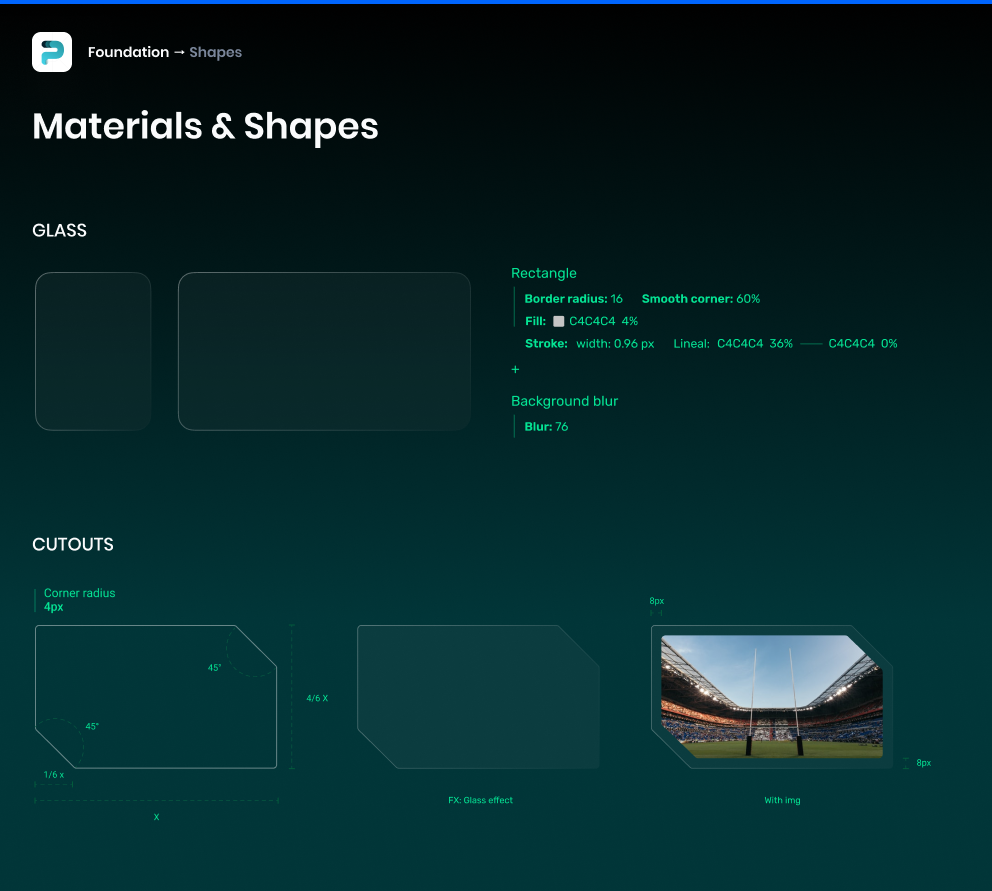 Foundation → Shapes
Materials & Shapes
GLASS
Rectangle
Border radius: 16 Smooth corner: 60%
Fill: C4C4C4 4%
Stroke: width: 0.96 px Lineal: C4C4C4 36% C4C4C4 0%
+
Background blur
Blur: 76
CUTOUTS
Corner radius
4px
8px
45°
4/6 X
45°
1/6 x
8px
X
FX: Glass effect
With img